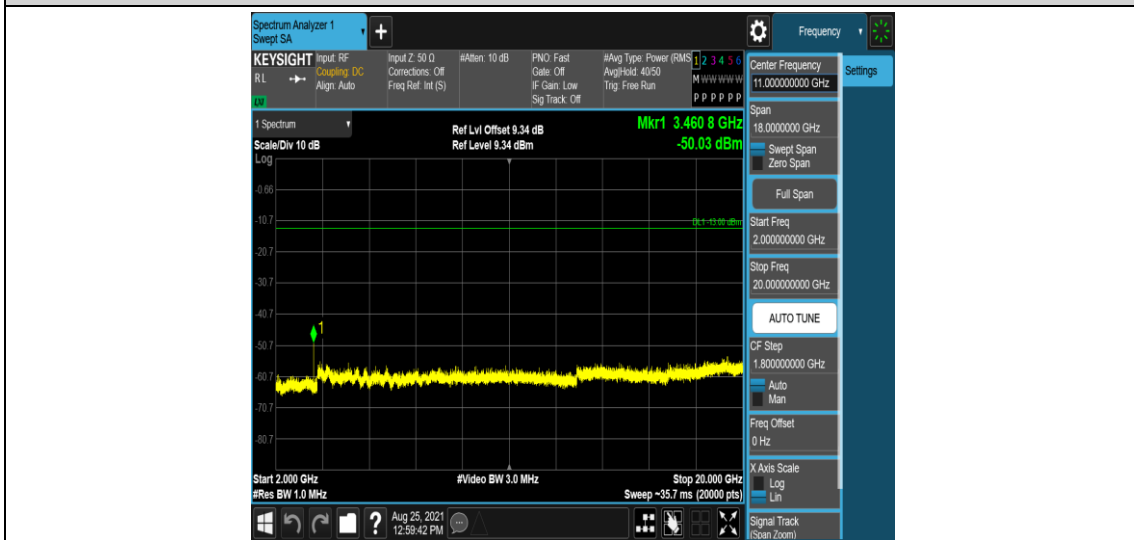 Spectrum Analyzer 1
Swept SA
+
Frequency
KEYSIGHT
RL
LXI
Input: RF
Coupling: DC
Align: Auto
Input Z: 50 Ω
Corrections: Off
Freq Ref: Int (S)
#Atten: 10 dB
PNO: Fast
Gate: Off
IF Gain: Low
Sig Track: Off
#Avg Type: Power (RMS
Avg|Hold: 40/50
Trig: Free Run
1 2 3 4 5 6
M W W W W W
P P P P P P
1 Spectrum
Scale/Div 10 dB
Log
Ref Lvl Offset 9.34 dB
Ref Level 9.34 dBm
Mkr1 3.460 8 GHz
-50.03 dBm
-0.66
-10.7
DL1 -13.00 dBm
-20.7
-30.7
-40.7
1
-50.7
-60.7
-70.7
-80.7
Start 2.000 GHz
#Video BW 3.0 MHz
Stop 20.000 GHz
#Res BW 1.0 MHz
Sweep ~35.7 ms (20000 pts)
?
Aug 25, 2021
12:59:42 PM
Center Frequency
11.000000000 GHz
Settings
Span
18.0000000 GHz
Swept Span
Zero Span
Full Span
Start Freq
2.000000000 GHz
Stop Freq
20.000000000 GHz
AUTO TUNE
CF Step
1.800000000 GHz
Auto
Man
Freq Offset
0 Hz
X Axis Scale
Log
Lin
Signal Track
(Span Zoom)